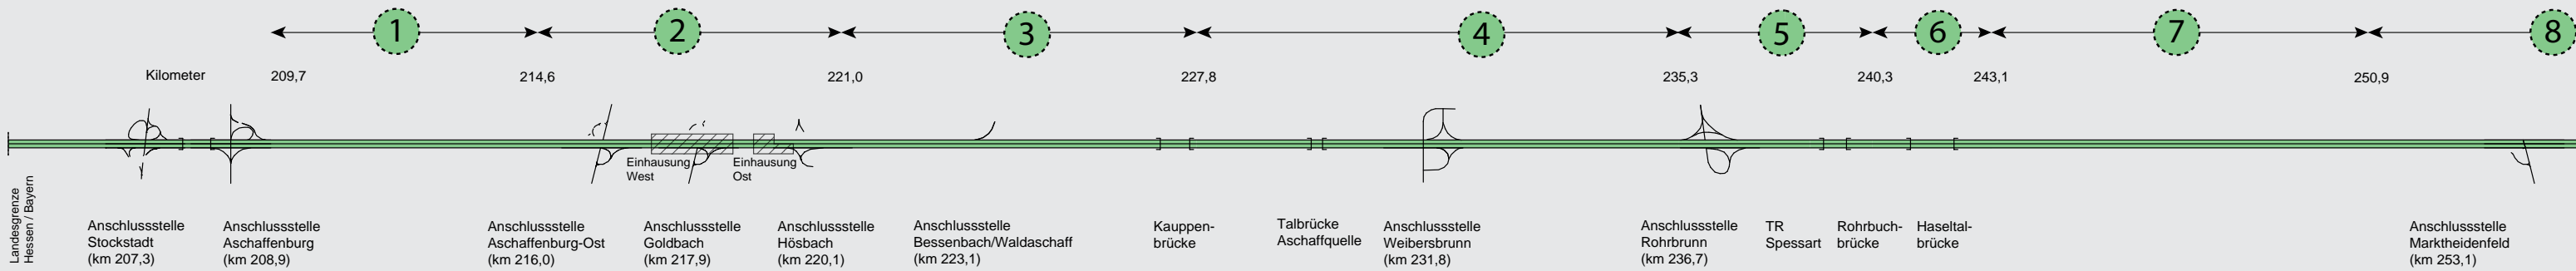 1
2
3
4
5
6
7
8
Kilometer
209,7
214,6
221,0
227,8
235,3
240,3
243,1
250,9
Einhausung
West
Einhausung
Ost
Landesgrenze
Hessen / Bayern
Anschlussstelle
Stockstadt
(km 207,3)
Anschlussstelle
Aschaffenburg
(km 208,9)
Anschlussstelle
Aschaffenburg-Ost
(km 216,0)
Anschlussstelle
Goldbach
(km 217,9)
Anschlussstelle
Hösbach
(km 220,1)
Anschlussstelle
Bessenbach/Waldaschaff
(km 223,1)
Kauppen-
brücke
Talbrücke
Aschaffquelle
Anschlussstelle
Weibersbrunn
(km 231,8)
Anschlussstelle
Rohrbrunn
(km 236,7)
TR
Spessart
Rohrbuch-
brücke
Haseltal-
brücke
Anschlussstelle
Marktheidenfeld
(km 253,1)